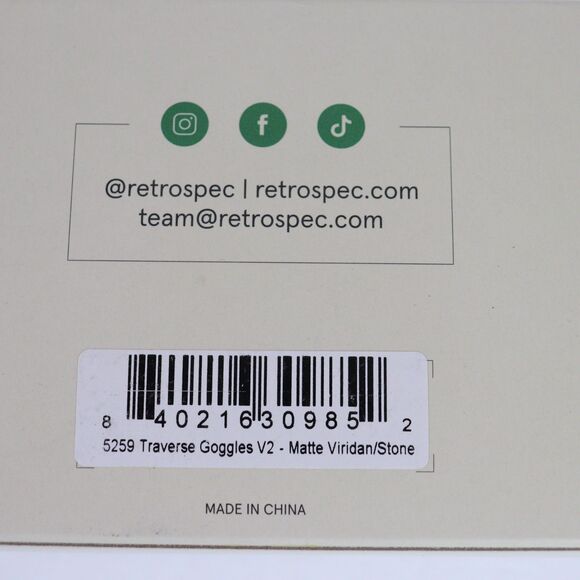 @retrospec | retrospec.com
team@retrospec.com
8 40216 30985 2
5259 Traverse Goggles V2 - Matte Viridan/Stone
MADE IN CHINA